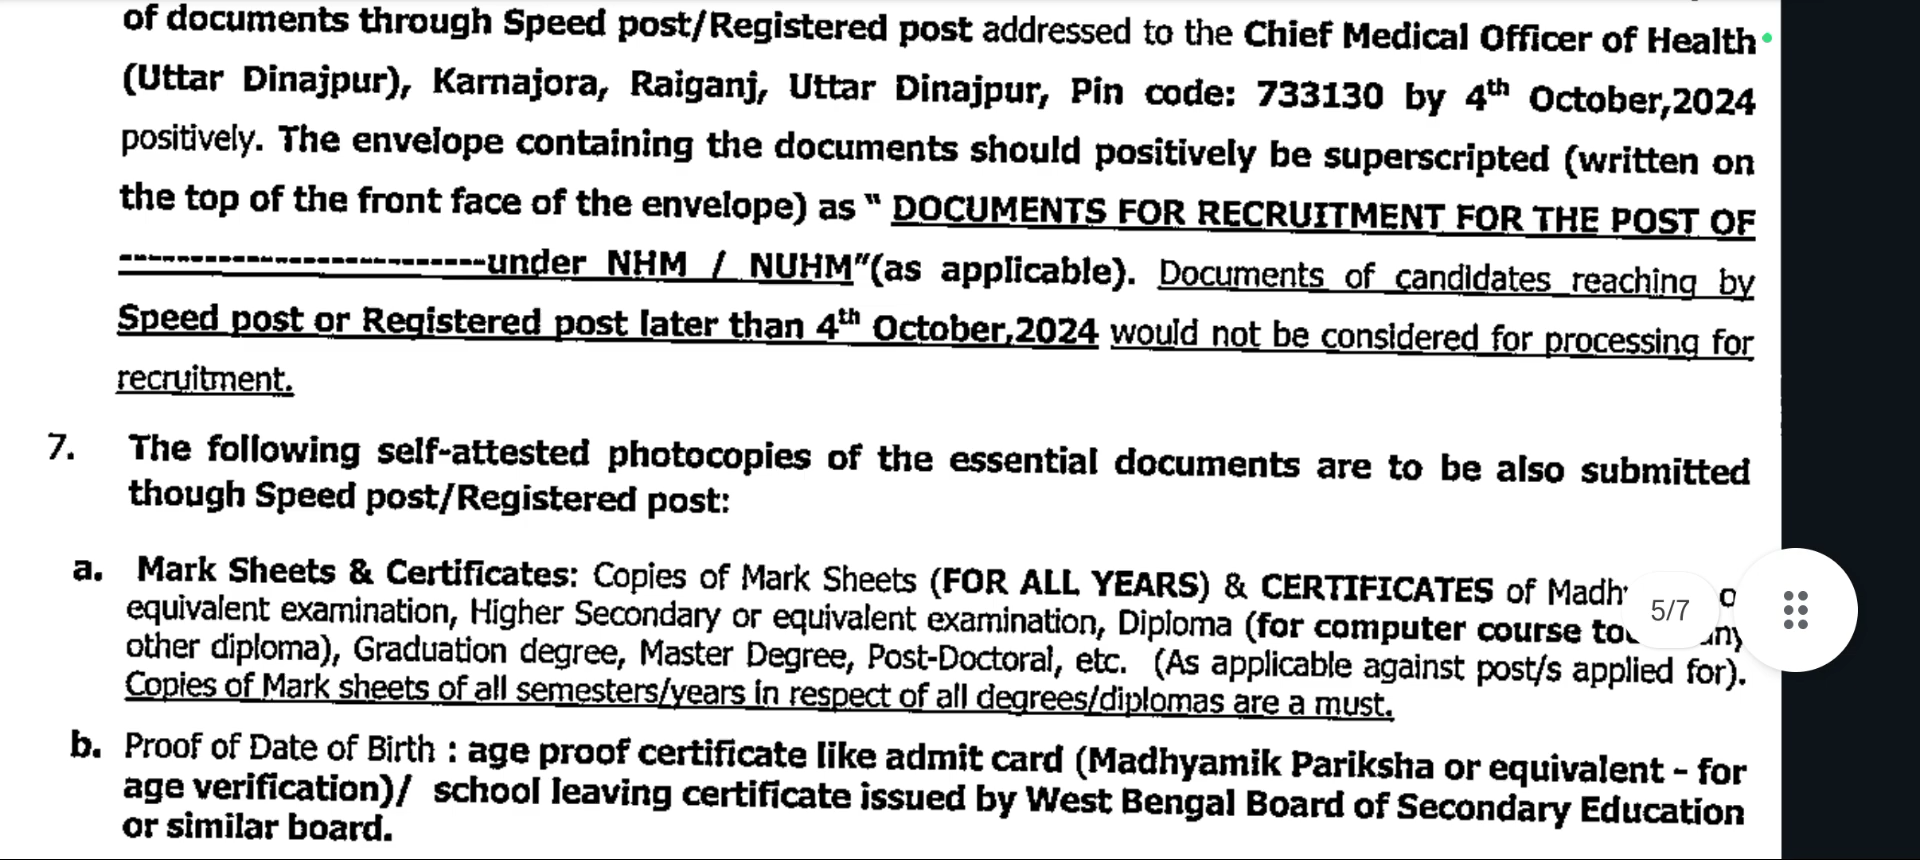 of documents through Speed post/Registered post addressed to the Chief Medical Officer of Health
(Uttar Dinajpur), Karnajora, Raiganj, Uttar Dinajpur, Pin code: 733130 by 4th October,2024
positively. The envelope containing the documents should positively be superscripted (written on
the top of the front face of the envelope) as " DOCUMENTS FOR RECRUITMENT FOR THE POST OF
--------------------------under NHM / NUHM"(as applicable). Documents of candidates reaching by
Speed post or Registered post later than 4th October,2024 would not be considered for processing for
recruitment.
7. The following self-attested photocopies of the essential documents are to be also submitted
though Speed post/Registered post:
a. Mark Sheets & Certificates: Copies of Mark Sheets (FOR ALL YEARS) & CERTIFICATES of
equivalent examination, Higher Secondary or equivalent examination, Diploma (for computer course
other diploma), Graduation degree, Master Degree, Post-Doctoral, etc. (As applicable against post/s applied for).
Copies of Mark sheets of all semesters/years in respect of all degrees/diplomas are a must.
5/7
b. Proof of Date of Birth : age proof certificate like admit card (Madhyamik Pariksha or equivalent - for
age verification)/ school leaving certificate issued by West Bengal Board of Secondary Education
or similar board.